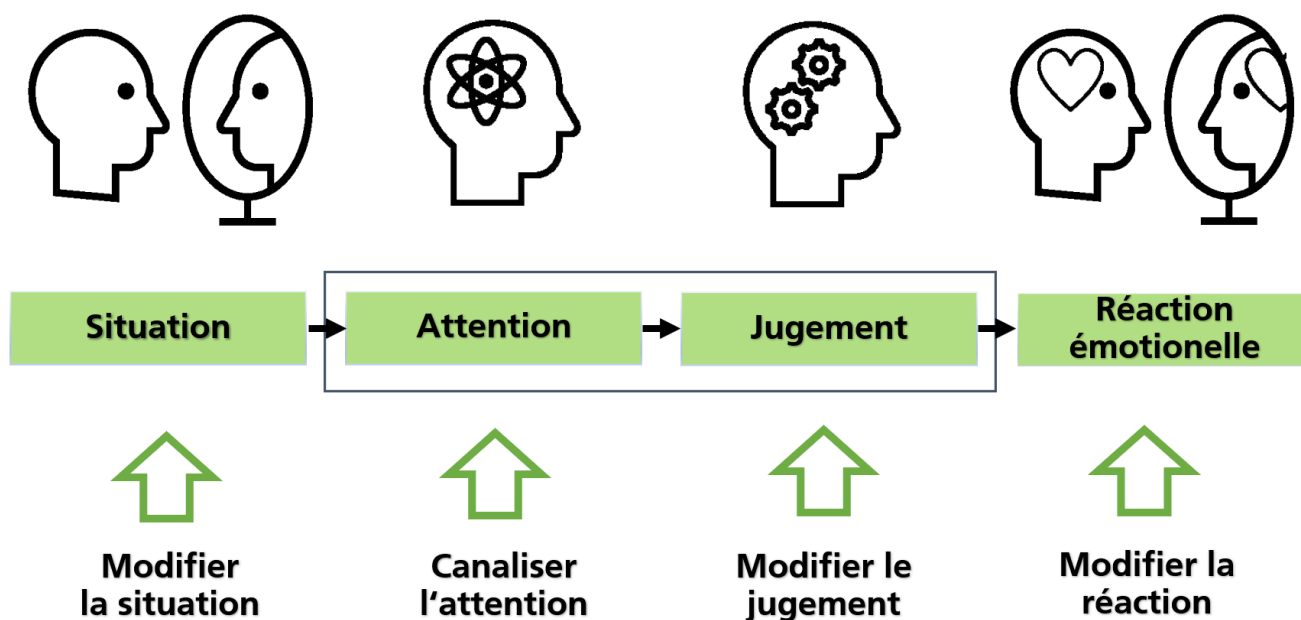 Situation
Attention
Jugement
Réaction
émotionelle
Modifier
la situation
Canaliser
l‘attention
Modifier le
jugement
Modifier la
réaction